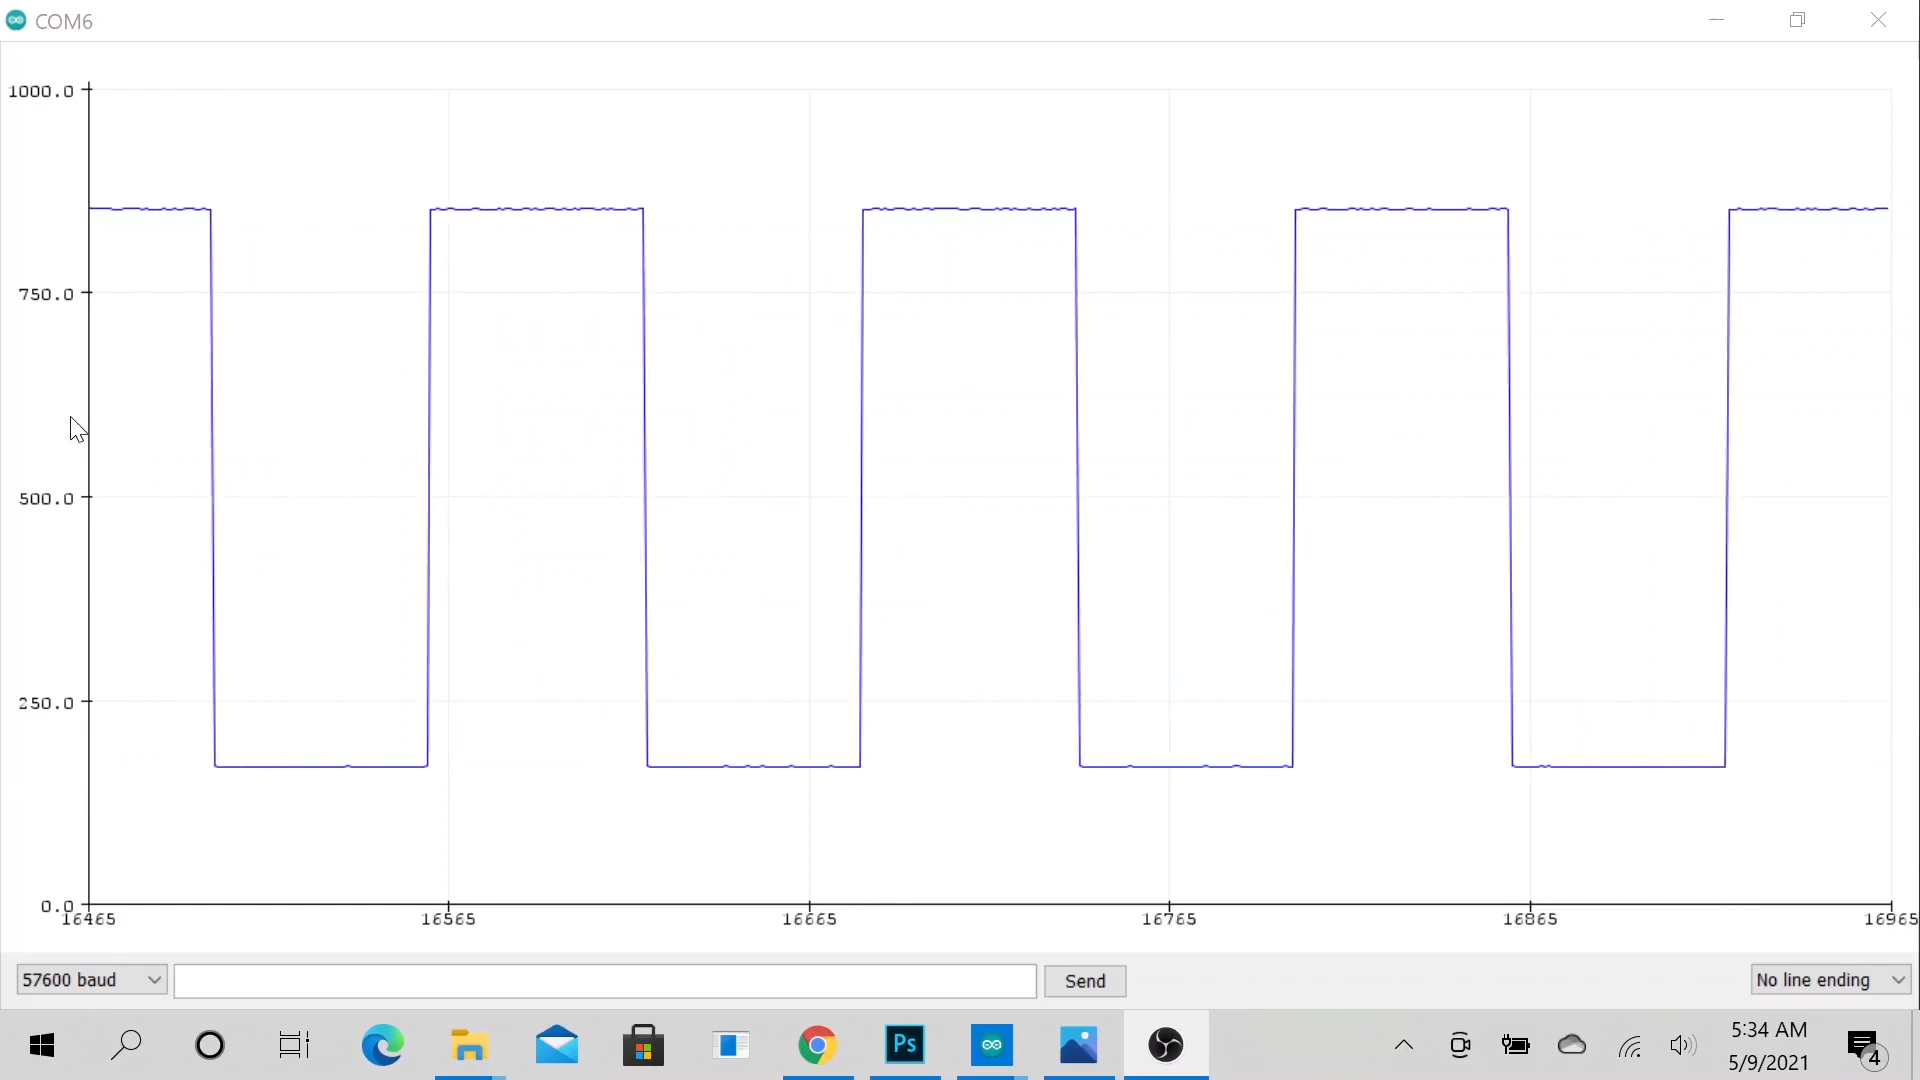 COM6
1000.0
750.0
500.0
250.0
0.0
16465 16565 16665 16765 16865 16965
57600 baud
Send
No line ending
Ps
5:34 AM
5/9/2021
4